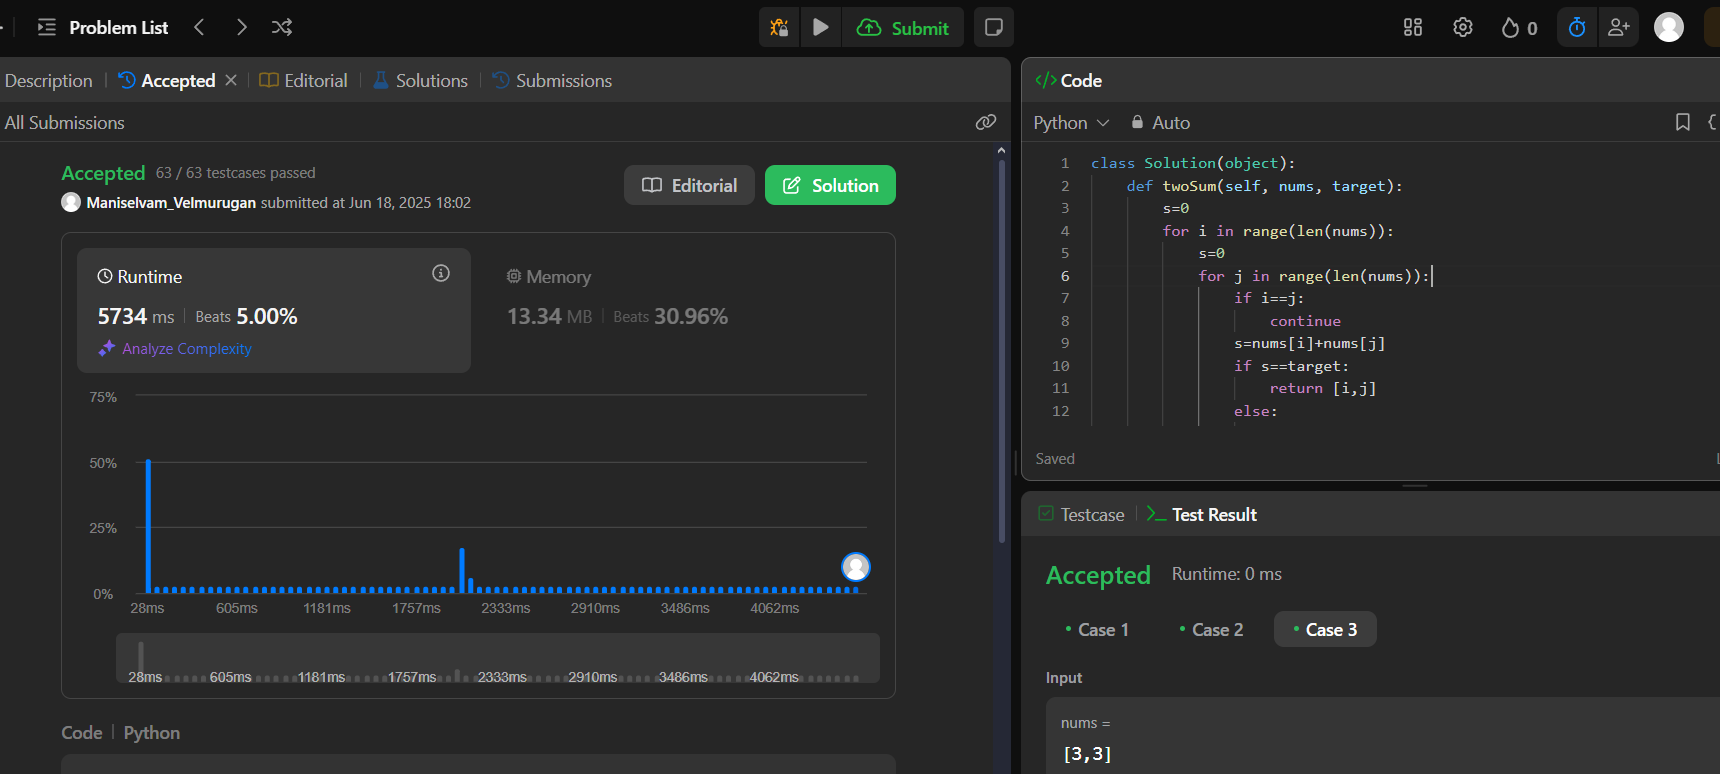 Problem List
Submit
0
Description
Accepted
Editorial
Solutions
Submissions
All Submissions
Accepted 63 / 63 testcases passed
Maniselvam_Velmurugan submitted at Jun 18, 2025 18:02
Editorial
Solution
Runtime
5734 ms Beats 5.00%
Analyze Complexity
Memory
13.34 MB Beats 30.96%
75%
50%
25%
0%
28ms 605ms 1181ms 1757ms 2333ms 2910ms 3486ms 4062ms
28ms 605ms 1181ms 1757ms 2333ms 2910ms 3486ms 4062ms
Code Python
</> Code
Python Auto {
1 class Solution(object):
2 def twoSum(self, nums, target):
3 s=0
4 for i in range(len(nums)):
5 s=0
6 for j in range(len(nums)):
7 if i==j:
8 continue
9 s=nums[i]+nums[j]
10 if s==target:
11 return [i,j]
12 else:
Saved
Testcase
>_ Test Result
Accepted Runtime: 0 ms
Case 1 Case 2 Case 3
Input
nums =
[3,3]